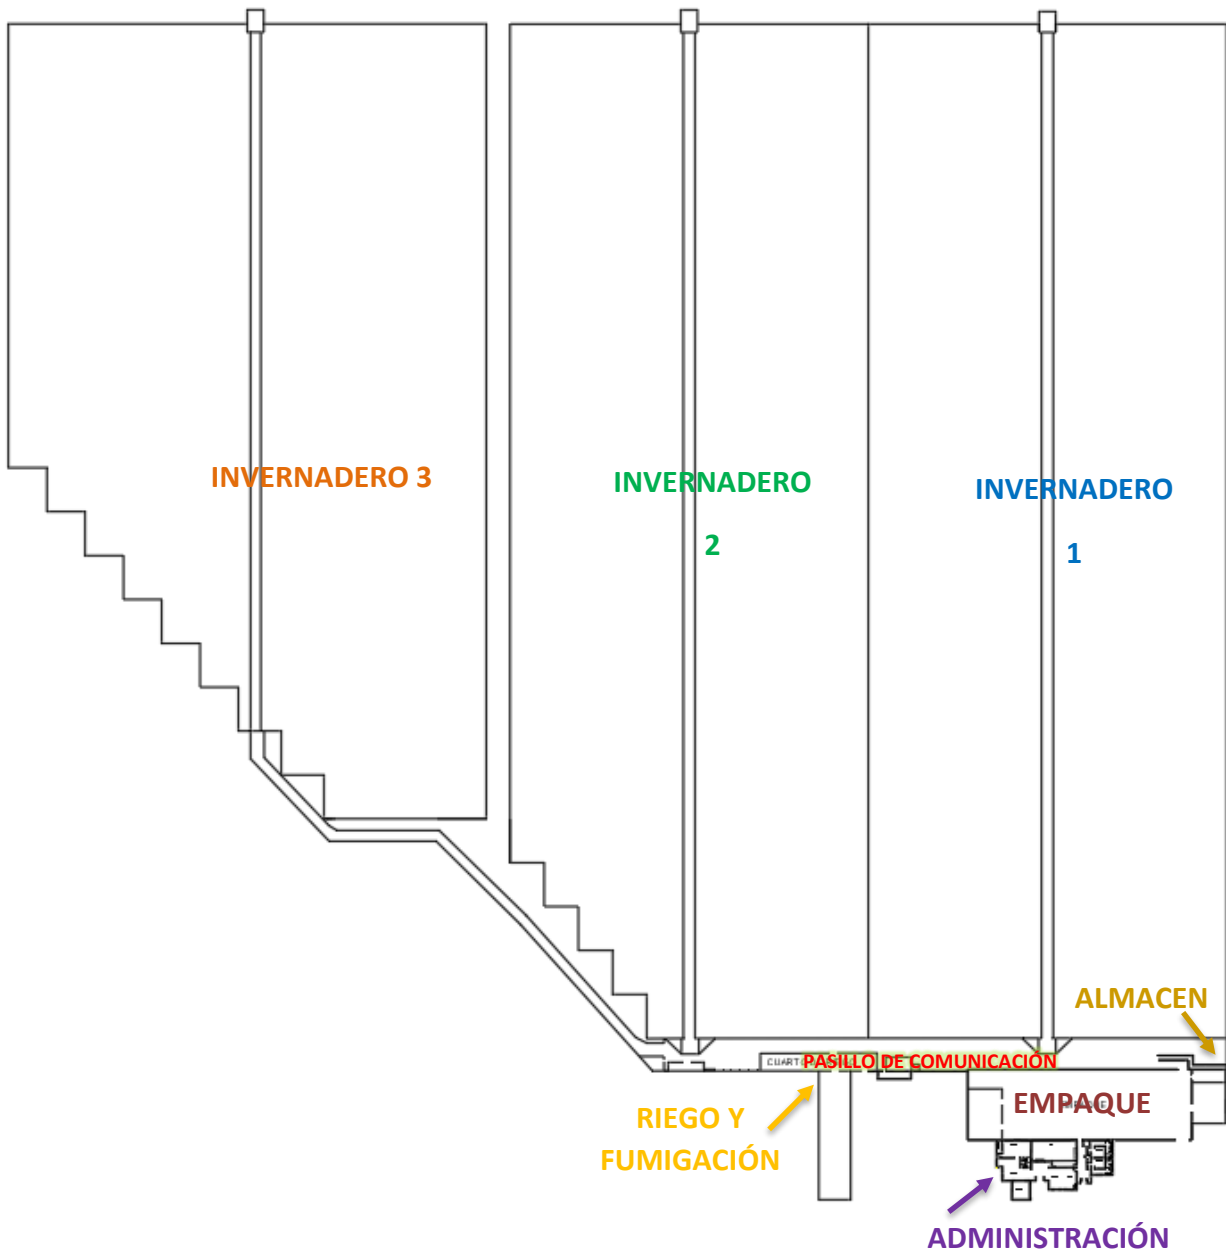 INVERNADERO 3
INVERNADERO
2
INVERNADERO
1
ALMACEN
PASILLO DE COMUNICACIÓN
EMPAQUE
RIEGO Y
FUMIGACIÓN
ADMINISTRACIÓN